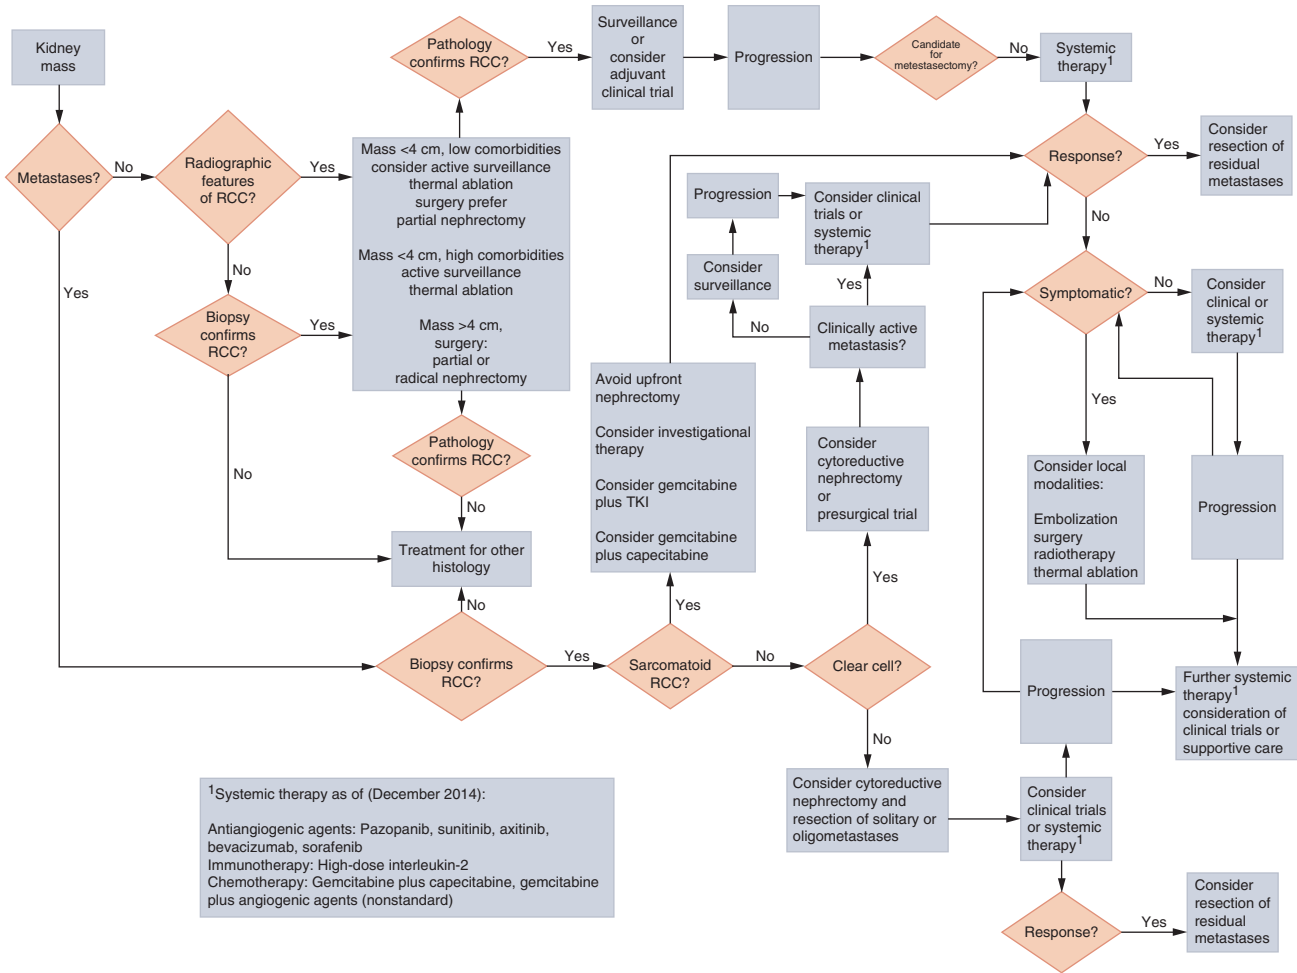 Kidney
mass
Metastases?
No
Yes
Radiographic
features
of RCC?
Yes
No
Biopsy
confirms
RCC?
Yes
No
Pathology
confirms RCC?
Yes
Mass <4 cm, low comorbidities
consider active surveillance
thermal ablation
surgery prefer
partial nephrectomy
Mass <4 cm, high comorbidities
active surveillance
thermal ablation
Mass >4 cm,
surgery:
partial or
radical nephrectomy
Pathology
confirms RCC?
No
Treatment for other
histology
No
Biopsy confirms
RCC?
Yes
Surveillance
or
consider
adjuvant
clinical trial
Progression
Candidate
for
metestasectomy?
No
Systemic
therapy1
Response?
Yes
Consider
resection of
residual
metastases
No
Symptomatic?
No
Consider
clinical or
systemic
therapy1
Yes
Consider local
modalities:
Embolization
surgery
radiotherapy
thermal ablation
Progression
Progression
Consider clinical
trials or
systemic
therapy1
Consider
surveillance
Yes
No
Clinically active
metastasis?
Avoid upfront
nephrectomy
Consider investigational
therapy
Consider gemcitabine
plus TKI
Consider gemcitabine
plus capecitabine
Consider
cytoreductive
nephrectomy
or
presurgical trial
Yes
Yes
Sarcomatoid
RCC?
No
Clear cell?
No
Progression
Further systemic
therapy1
consideration of
clinical trials or
supportive care
Consider cytoreductive
nephrectomy and
resection of solitary or
oligometastases
Consider
clinical trials
or systemic
therapy1
Response?
Yes
Consider
resection of
residual
metastases
1Systemic therapy as of (December 2014):
Antiangiogenic agents: Pazopanib, sunitinib, axitinib,
bevacizumab, sorafenib
Immunotherapy: High-dose interleukin-2
Chemotherapy: Gemcitabine plus capecitabine, gemcitabine
plus angiogenic agents (nonstandard)